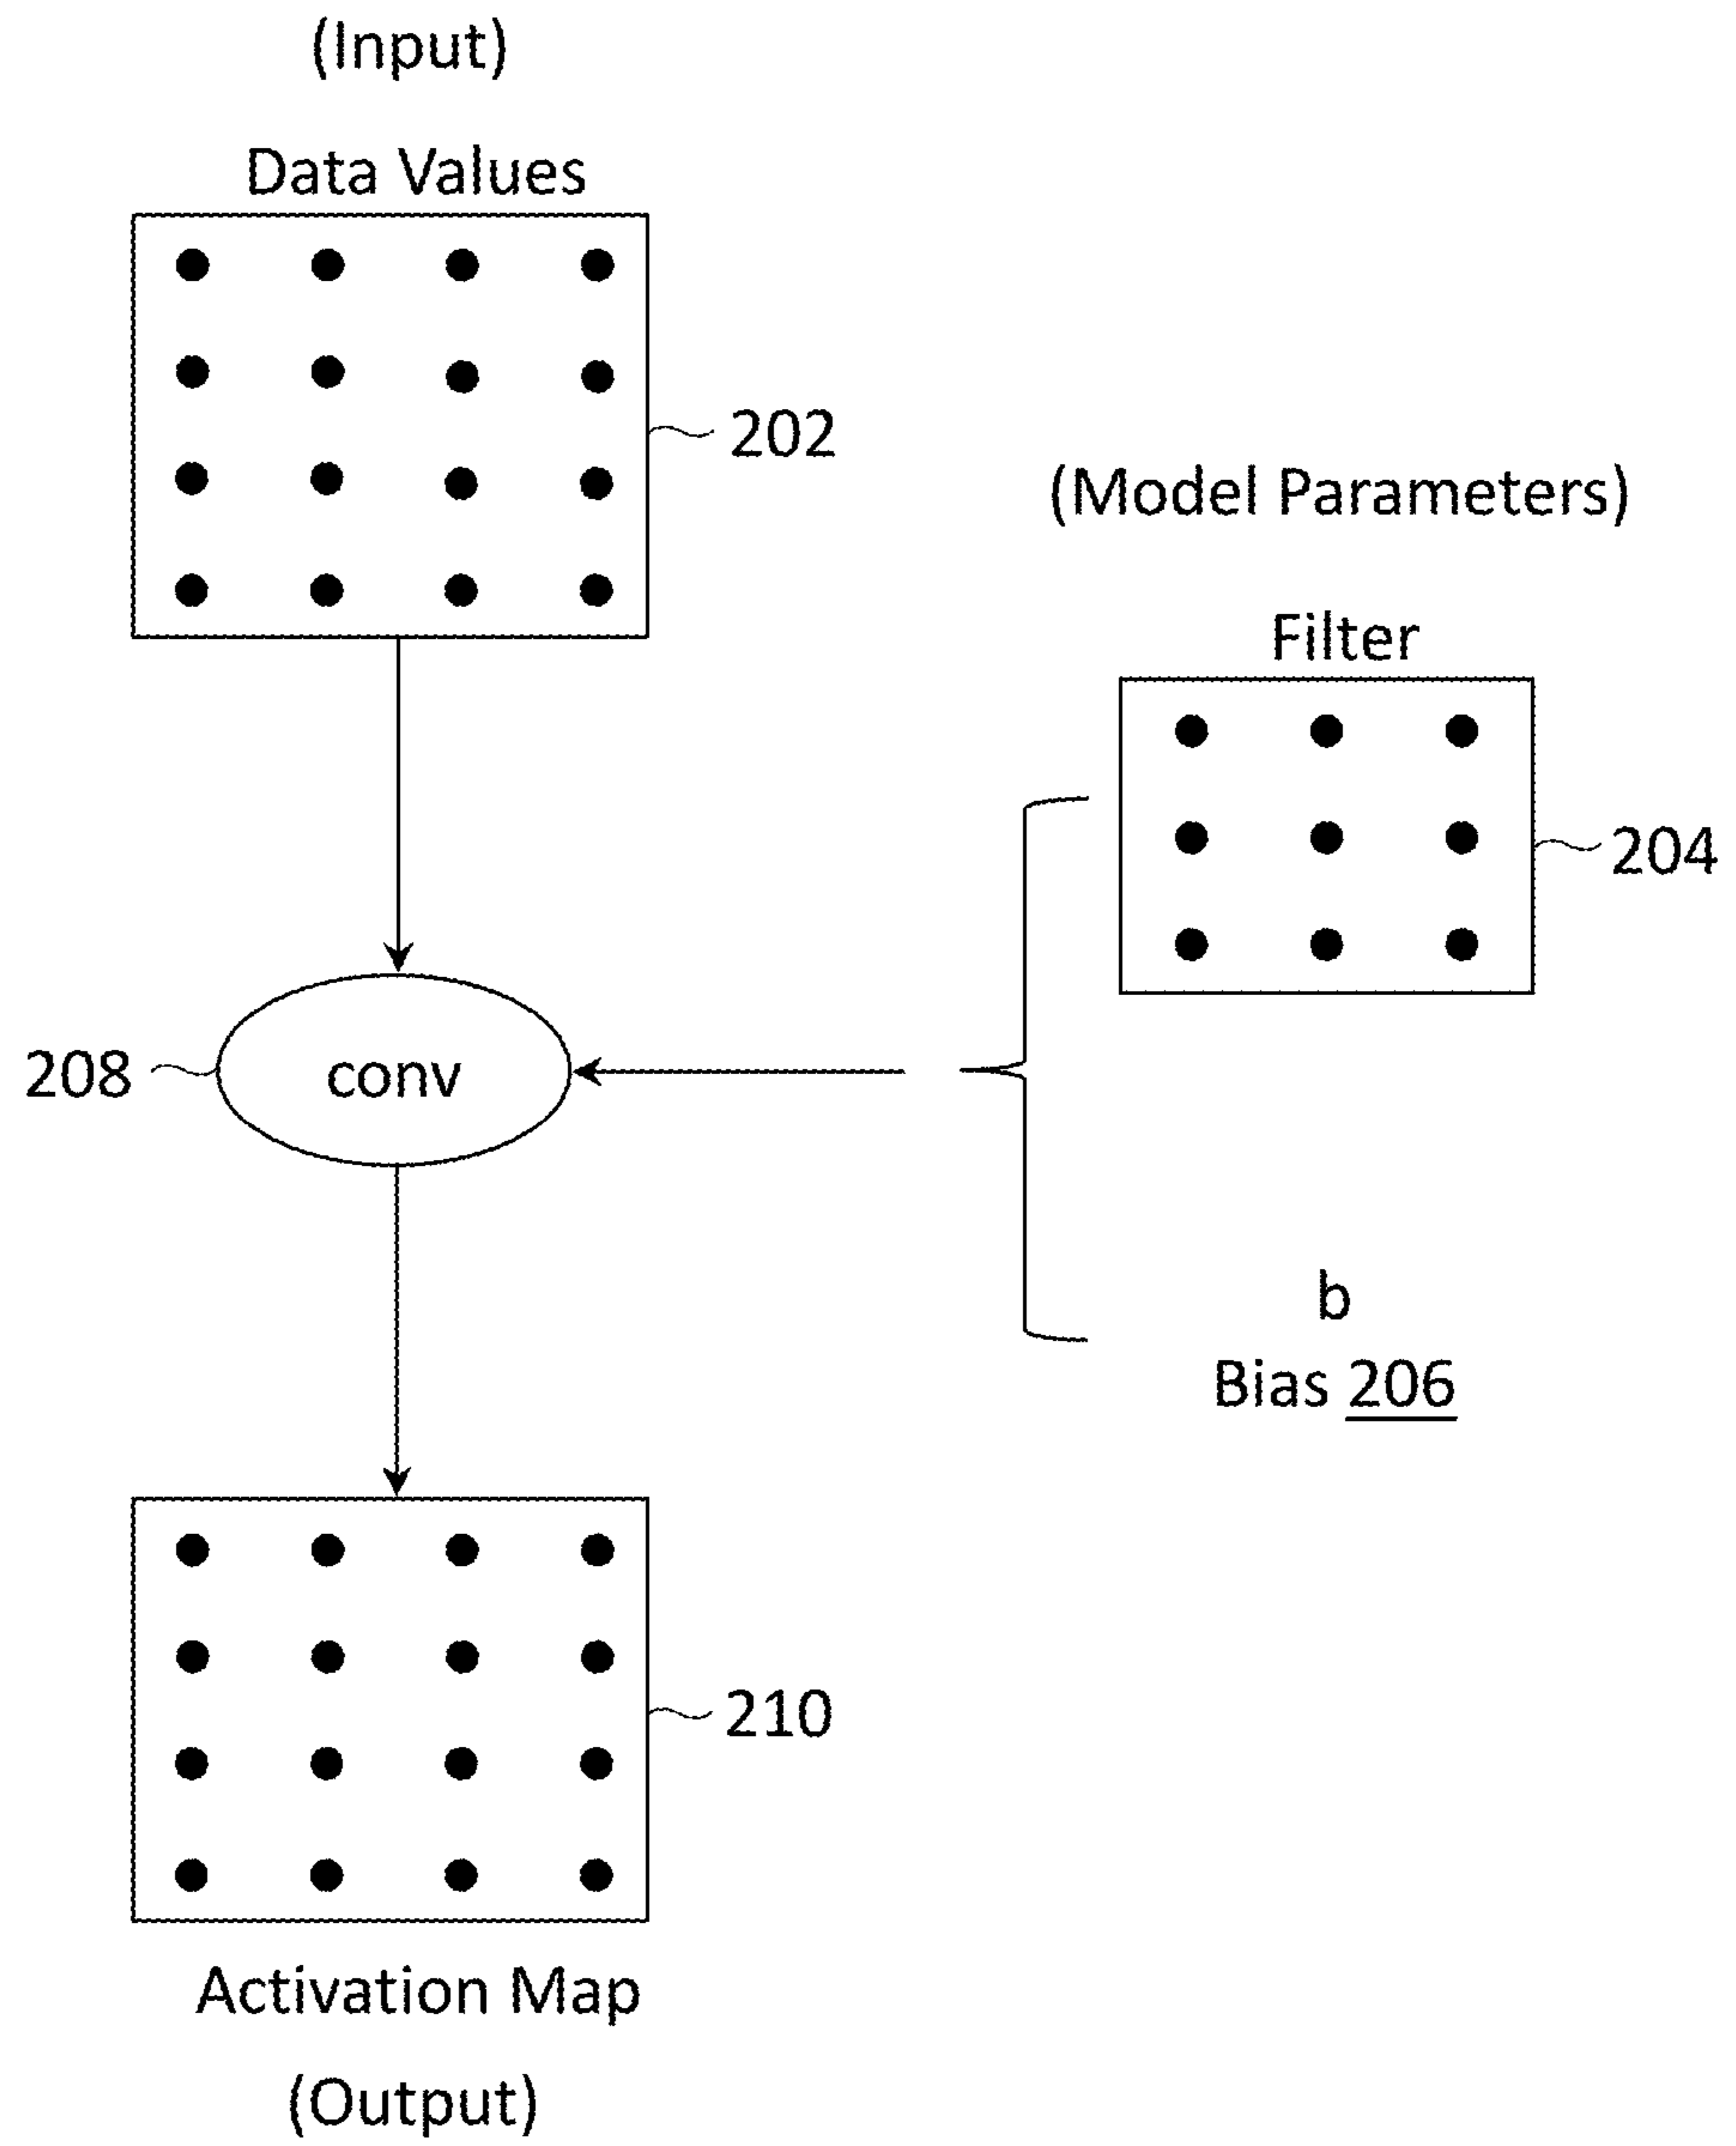 (Input)
Data Values
202
(Model Parameters)
Filter
204
208
conv
b
Bias 206
210
Activation Map
(Output)